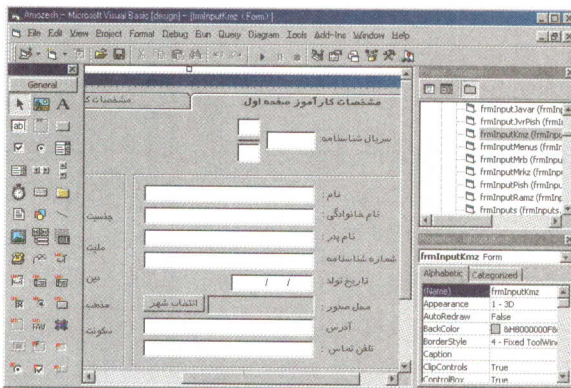 Amozesh - Microsoft Visual Basic [design] - [frmInputKmz (Form)]
File Edit View Project Format Debug Run Query Diagram Tools Add-Ins Window Help
General
A
مشخصات کارآموز صفحه اول
مشخصات ک
سریال شناسنامه
نام :
نام خانوادگی :
نام پدر
شماره شناسنامه
تاریخ تولد
/ /
محل صدور :
انتخاب شهر
آدرس
تلفن تماس :
جنسیت
ملیت
دین
مذهب
سکونت
frmInputJavar (frmInp
frmInputJvrPish (frmI
frmInputKmz (frmInpu
frmInputMenus (frmIn
frmInputMrb (frmInpu
frmInputMrkz (frmInpu
frmInputPish (frmInpu
frmInputRamz (frmInp
frmInputs (frmInputs.
frmInputKmz Form
Alphabetic Categorized
(Name) frmInputKmz
Appearance 1 - 3D
AutoRedraw False
BackColor &H8000000F&
BorderStyle 4 - Fixed ToolWin
Caption
ClipControls True
ControlBox True